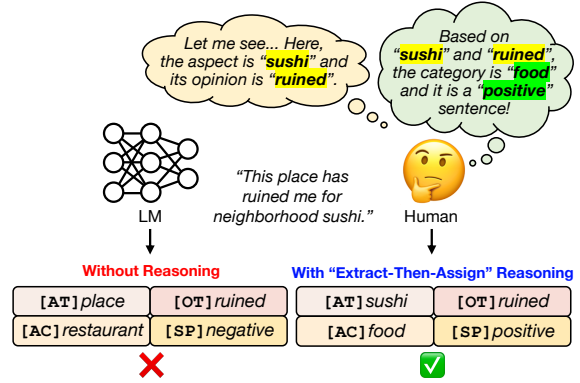 Let me see... Here,
the aspect is “sushi” and
its opinion is “ruined”.
Based on
“sushi” and “ruined”,
the category is “food”
and it is a “positive”
sentence!
LM
“This place has
ruined me for
neighborhood sushi.”
Human
Without Reasoning
With “Extract-Then-Assign” Reasoning
[AT]place [OT]ruined
[AC]restaurant [SP]negative
[AT]sushi [OT]ruined
[AC]food [SP]positive